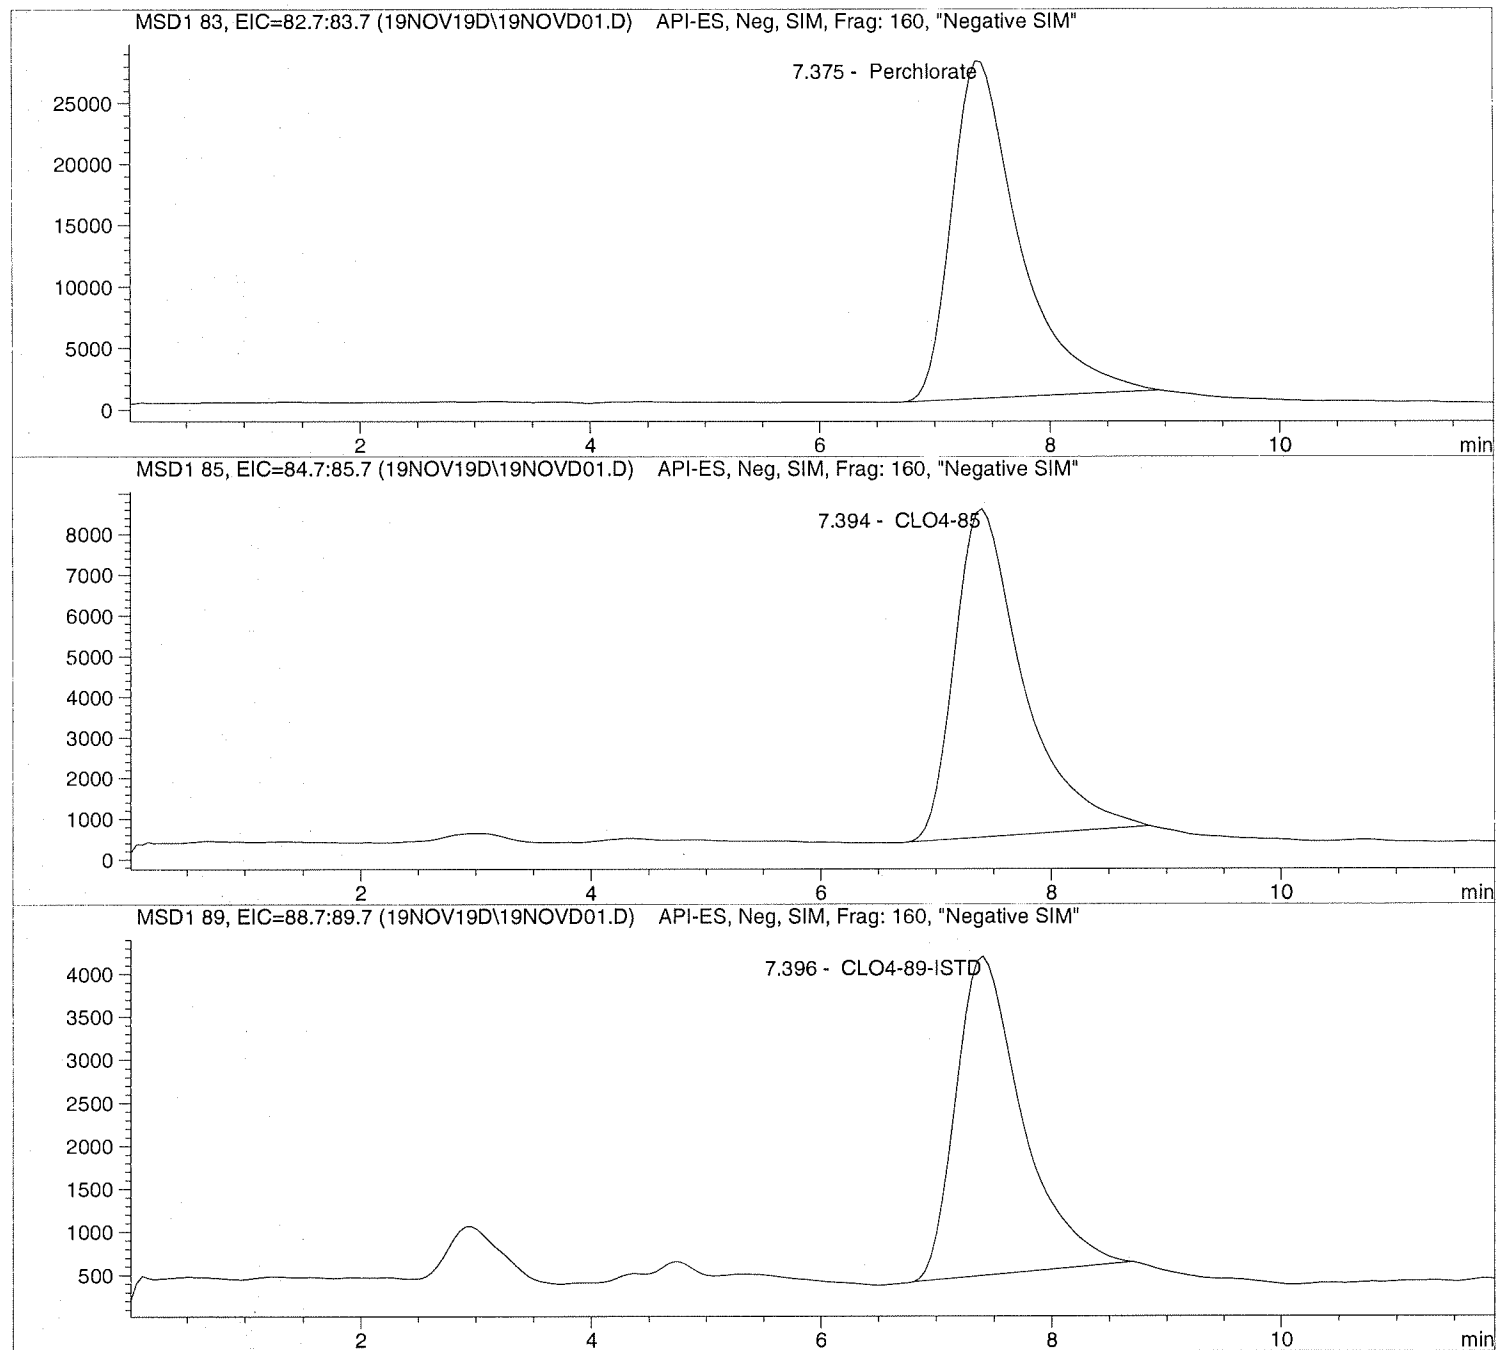 MSD1 83, EIC=82.7:83.7 (19NOV19D\19NOVD01.D) API-ES, Neg, SIM, Frag: 160, "Negative SIM"
7.375 - Perchlorate
25000
20000
15000
10000
5000
0
2 4 6 8 10 min
MSD1 85, EIC=84.7:85.7 (19NOV19D\19NOVD01.D) API-ES, Neg, SIM, Frag: 160, "Negative SIM"
7.394 - CLO4-85
8000
7000
6000
5000
4000
3000
2000
1000
0
2 4 6 8 10 min
MSD1 89, EIC=88.7:89.7 (19NOV19D\19NOVD01.D) API-ES, Neg, SIM, Frag: 160, "Negative SIM"
7.396 - CLO4-89-ISTD
4000
3500
3000
2500
2000
1500
1000
500
2 4 6 8 10 min